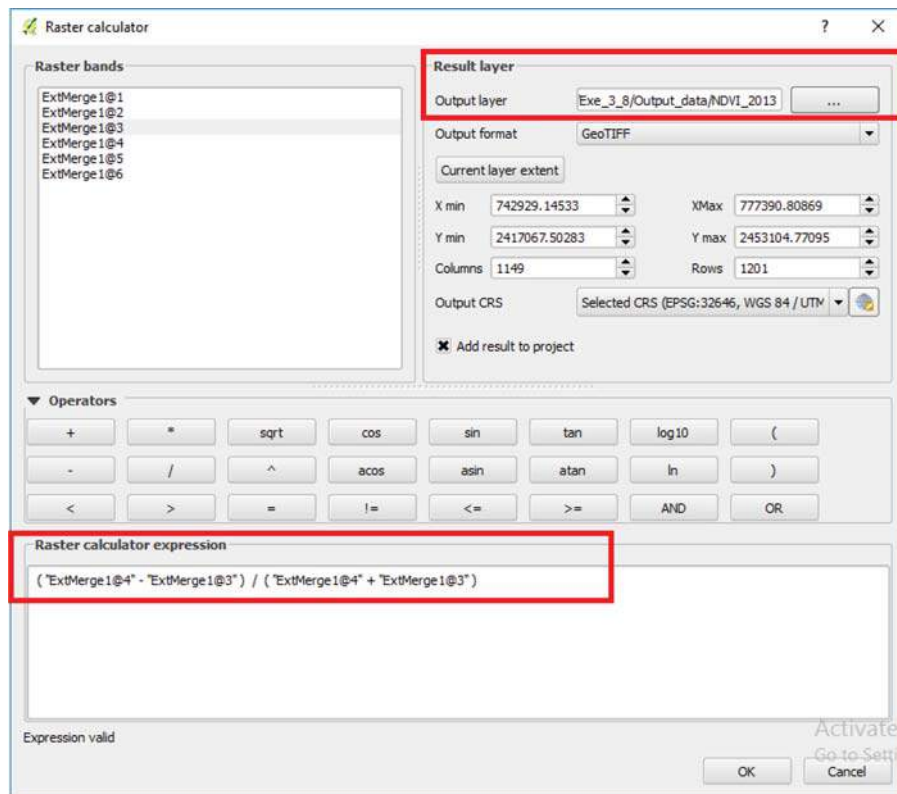 Raster calculator ? X
Raster bands
ExtMerge1@1
ExtMerge1@2
ExtMerge1@3
ExtMerge1@4
ExtMerge1@5
ExtMerge1@6
Result layer
Output layer Exe_3_8/Output_data/NDVI_2013 ...
Output format GeoTIFF
Current layer extent
X min 742929.14533 XMax 777390.80869
Y min 2417067.50283 Y max 2453104.77095
Columns 1149 Rows 1201
Output CRS Selected CRS (EPSG:32646, WGS 84 / UTM
Add result to project
Operators
+ * sqrt cos sin tan log10 (
- / ^ acos asin atan ln )
< > = != <= >= AND OR
Raster calculator expression
( "ExtMerge1@4" - "ExtMerge1@3" ) / ( "ExtMerge1@4" + "ExtMerge1@3" )
Expression valid
Activate
Go to Setti
OK Cancel